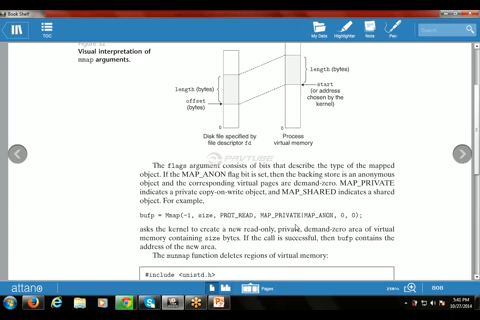 Book Shelf
TOC
My Data
Highlighter
Note
Pen
Search
Visual interpretation of
mmap arguments.
length (bytes)
length (bytes)
start
(or address
chosen by the
kernel)
offset
(bytes)
0
0
Disk file specified by
file descriptor fd
Process
virtual memory
PAVTUBE
The flags argument consists of bits that describe the type of the mapped
object. If the MAP_ANON flag bit is set, then the backing store is an anonymous
object and the corresponding virtual pages are demand-zero. MAP_PRIVATE
indicates a private copy-on-write object, and MAP_SHARED indicates a shared
object. For example,
bufp = Mmap(-1, size, PROT_READ, MAP_PRIVATE|MAP_ANON, 0, 0);
asks the kernel to create a new read-only, private, demand-zero area of virtual
memory containing size bytes. If the call is successful, then bufp contains the
address of the new area.
The munmap function deletes regions of virtual memory:
#include <unistd.h>
attano
Pages
208%
808
5:41 PM
10/27/2014